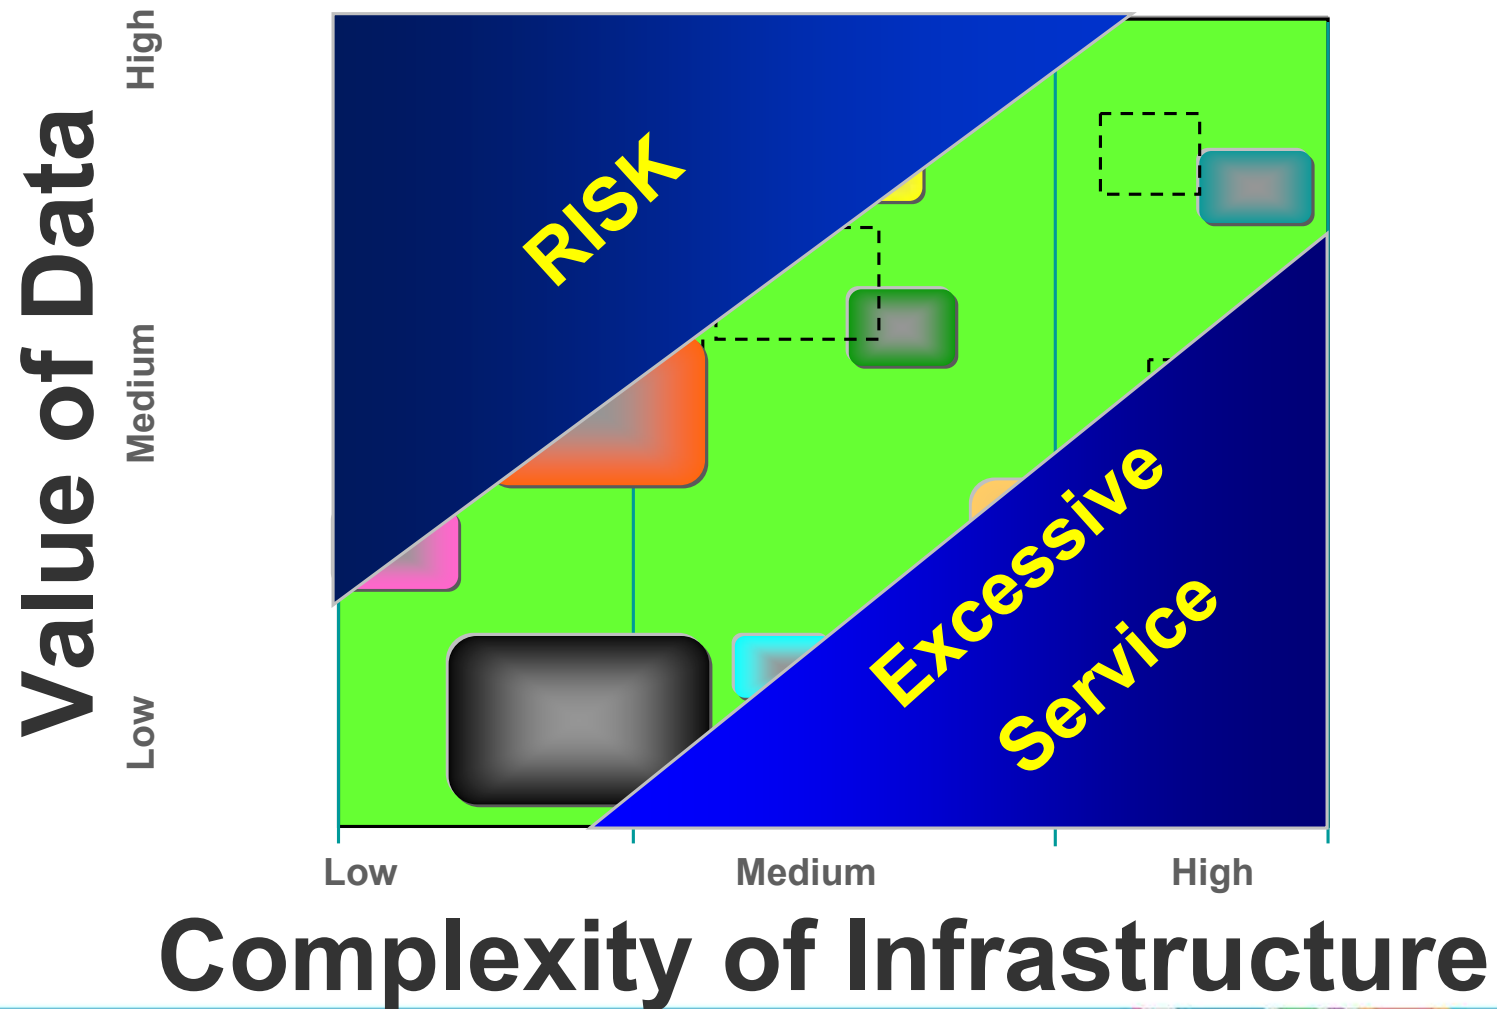 Value of Data
High
Medium
Low
RISK
Excessive
Service
Low
Medium
High
Complexity of Infrastructure